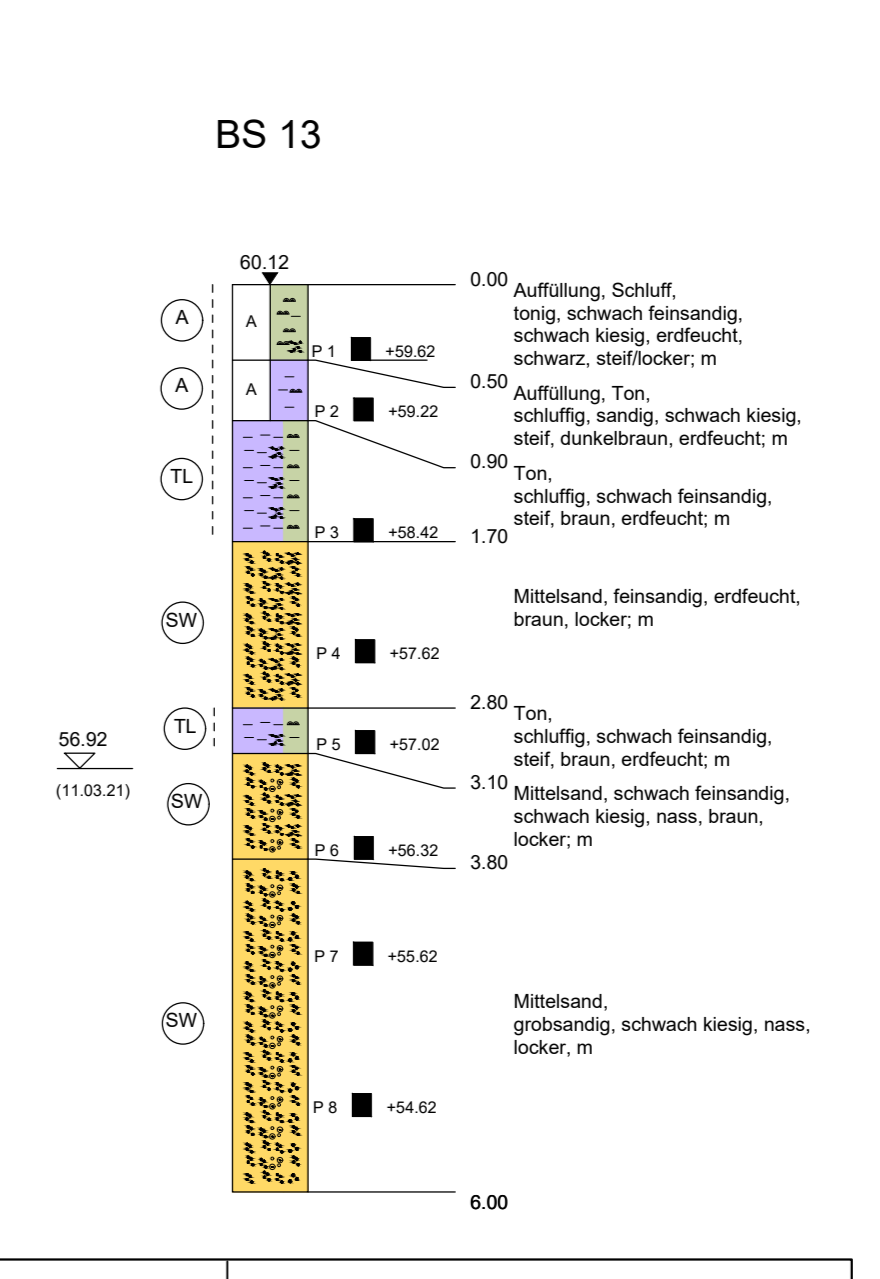 BS 13
60.12
0.00
Auffüllung, Schluff,
tonig, schwach feinsandig,
schwach kiesig, erdfeucht,
schwarz, steif/locker; m
A
A
P 1
+59.62
0.50
Auffüllung, Ton,
schluffig, sandig, schwach kiesig,
steif, dunkelbraun, erdfeucht; m
A
A
P 2
+59.22
0.90
Ton,
schluffig, schwach feinsandig,
steif, braun, erdfeucht; m
TL
P 3
+58.42
1.70
Mittelsand, feinsandig, erdfeucht,
braun, locker; m
SW
P 4
+57.62
2.80
Ton,
schluffig, schwach feinsandig,
steif, braun, erdfeucht; m
TL
P 5
+57.02
56.92
(11.03.21)
3.10
Mittelsand, schwach feinsandig,
schwach kiesig, nass, braun,
locker; m
SW
P 6
+56.32
3.80
P 7
+55.62
Mittelsand,
grobsandig, schwach kiesig, nass,
locker, m
SW
P 8
+54.62
6.00